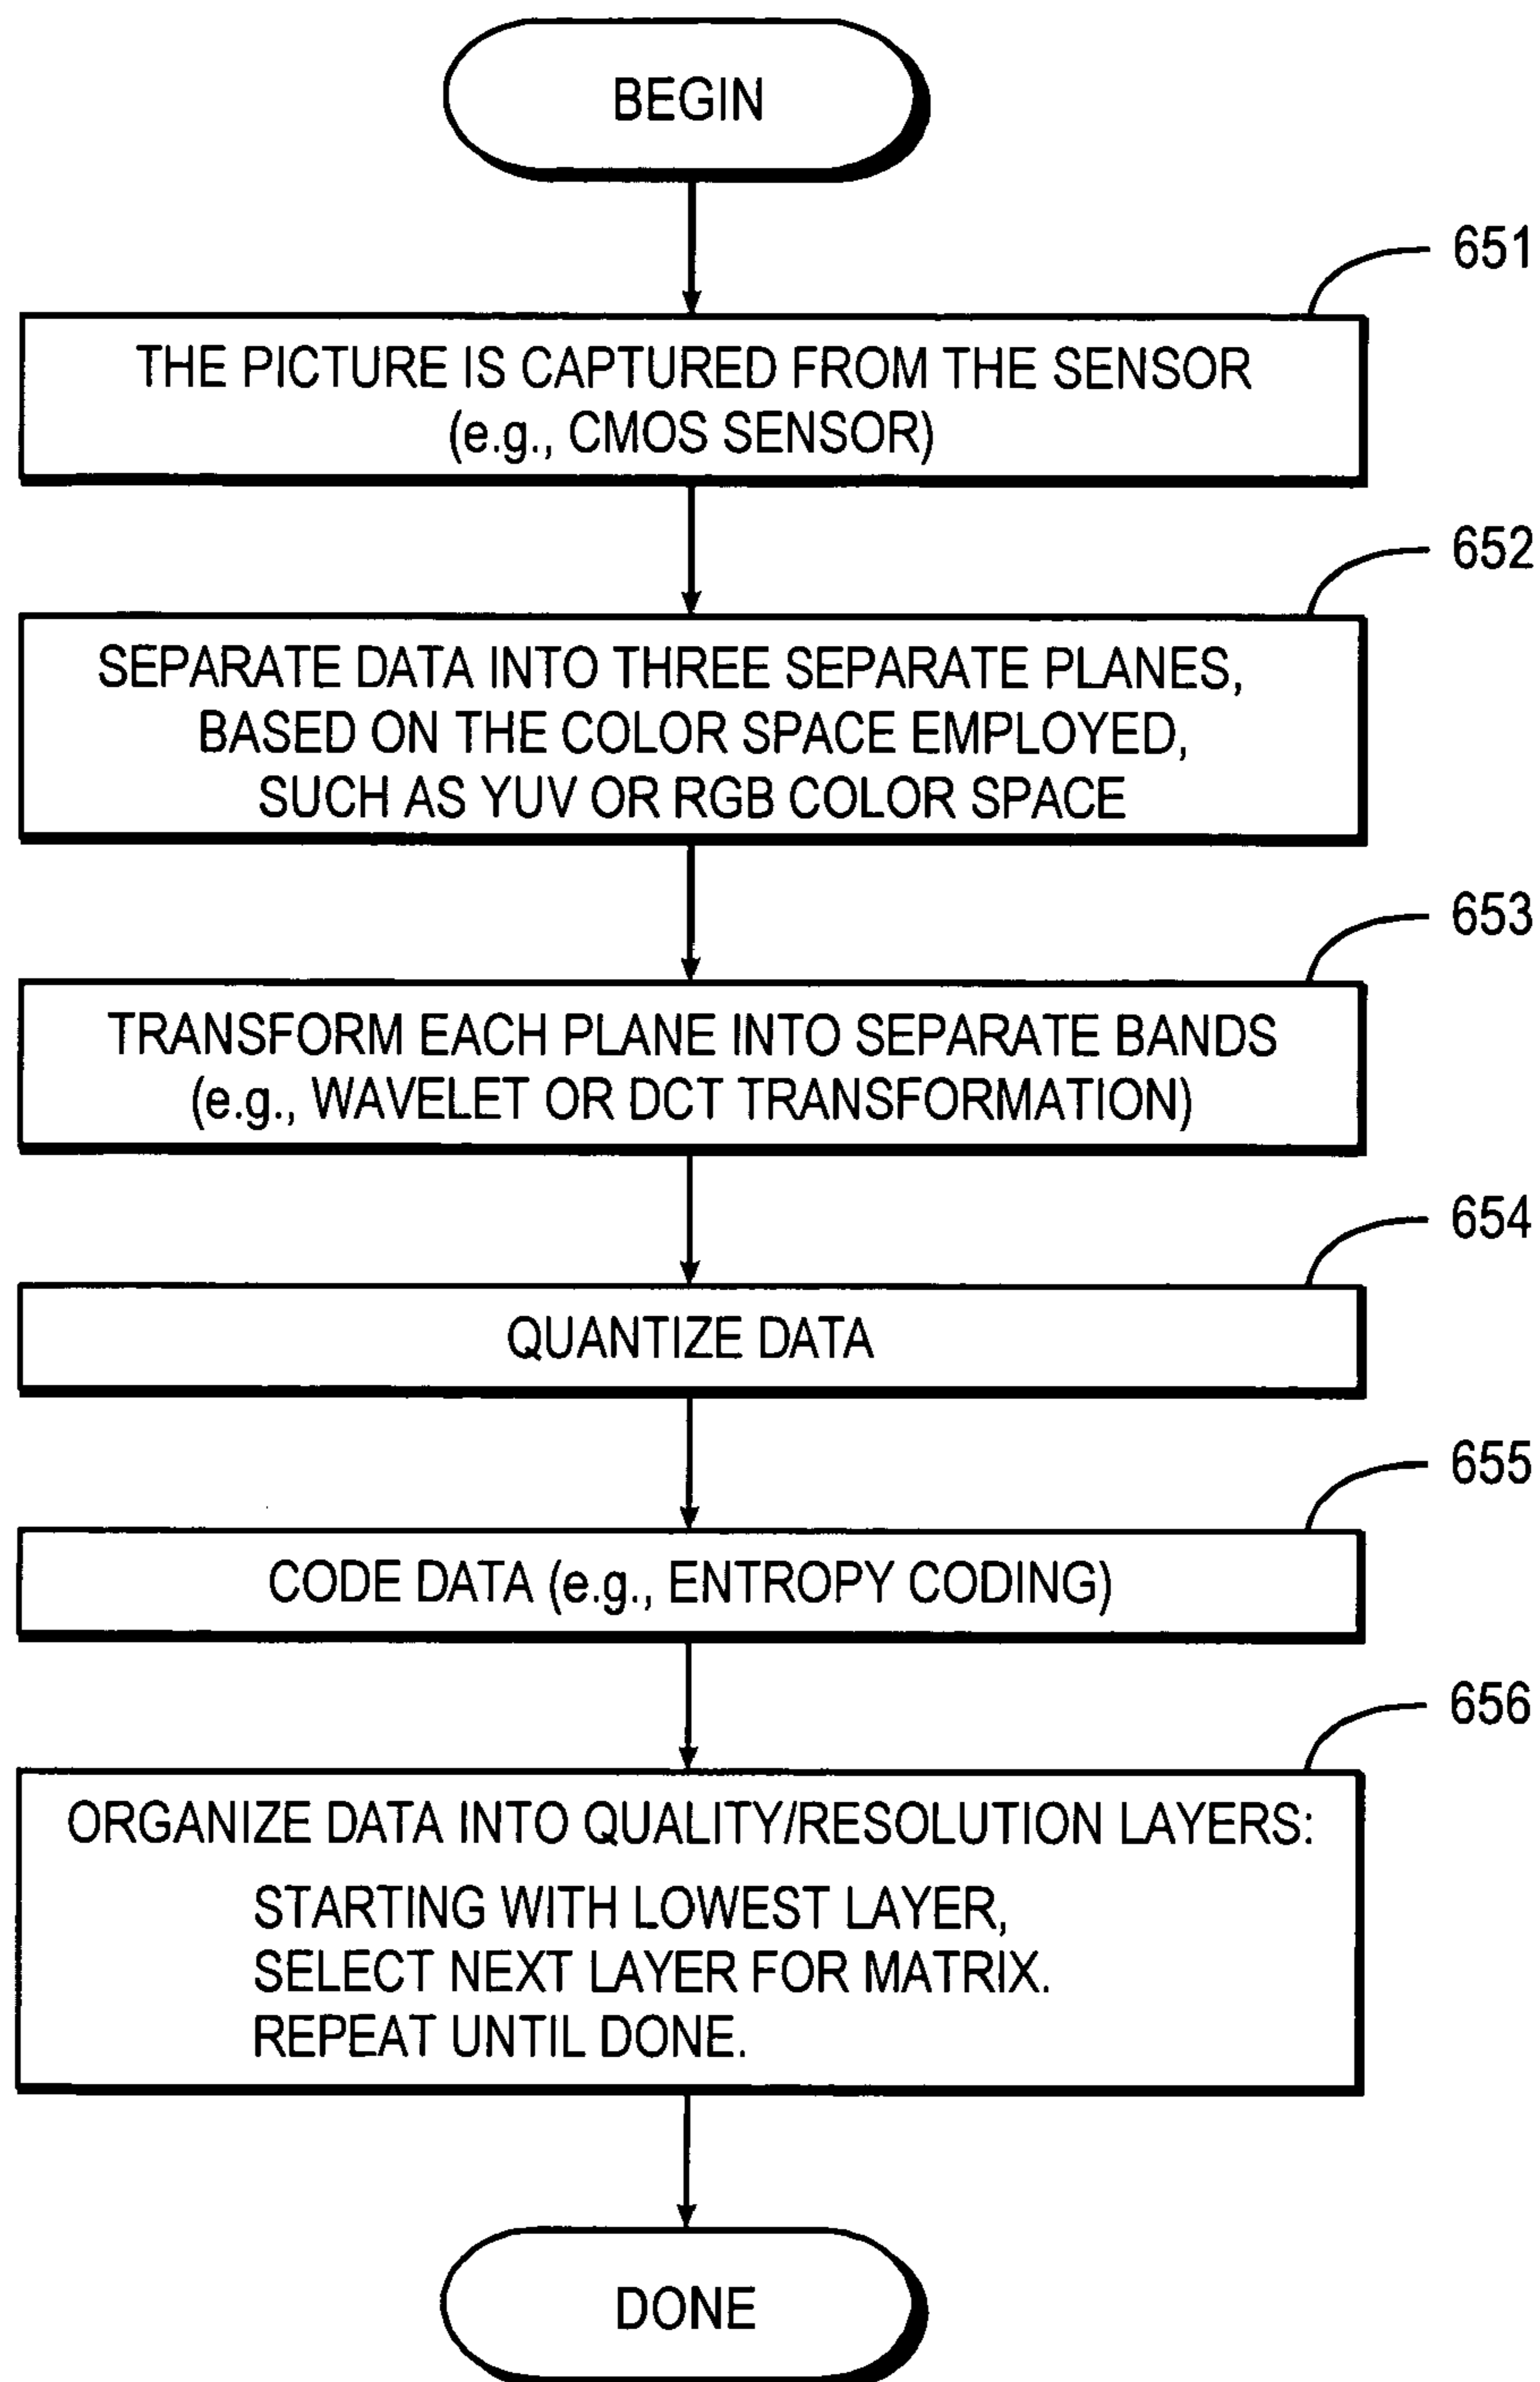 BEGIN
651
THE PICTURE IS CAPTURED FROM THE SENSOR
(e.g., CMOS SENSOR)
652
SEPARATE DATA INTO THREE SEPARATE PLANES,
BASED ON THE COLOR SPACE EMPLOYED,
SUCH AS YUV OR RGB COLOR SPACE
653
TRANSFORM EACH PLANE INTO SEPARATE BANDS
(e.g., WAVELET OR DCT TRANSFORMATION)
654
QUANTIZE DATA
655
CODE DATA (e.g., ENTROPY CODING)
656
ORGANIZE DATA INTO QUALITY/RESOLUTION LAYERS:
STARTING WITH LOWEST LAYER,
SELECT NEXT LAYER FOR MATRIX.
REPEAT UNTIL DONE.
DONE